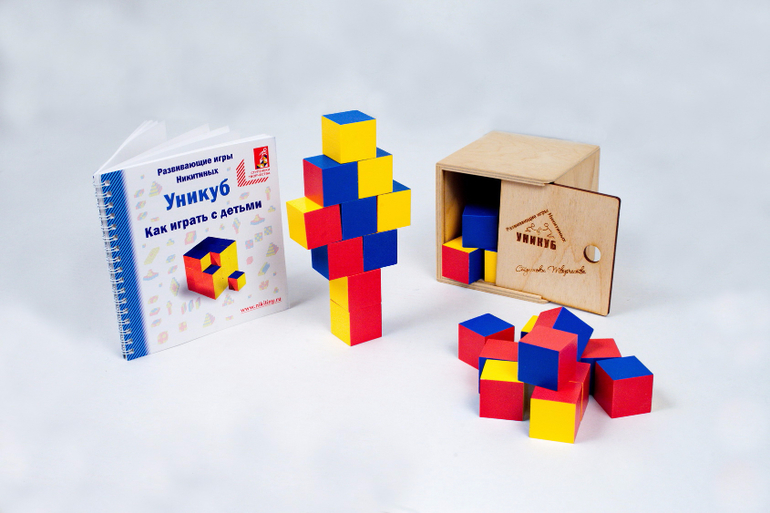 Развивающие игры
Никитиных
Уникуб
Как играть с детьми
www.nikitiny.ru
Развивающие игры Никитиных
УНИКУБ